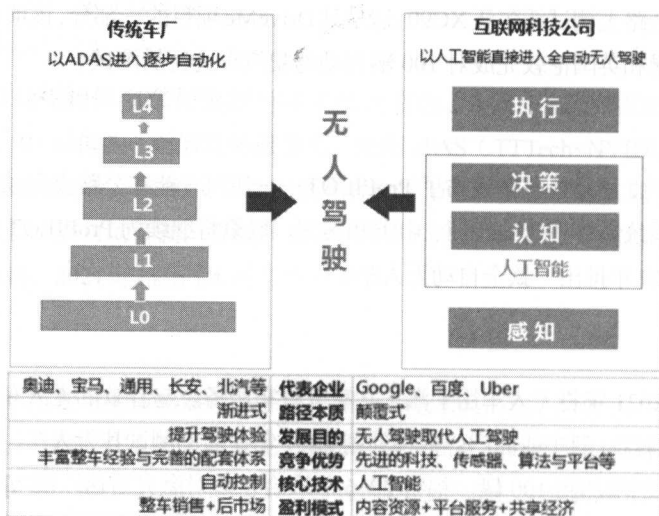 传统车厂
以ADAS进入逐步自动化
L4
L3
L2
L1
L0
无人驾驶
互联网科技公司
以人工智能直接进入全自动无人驾驶
执行
决策
认知
人工智能
感知
奥迪、宝马、通用、长安、北汽等 代表企业 Google、百度、Uber
渐进式 路径本质 颠覆式
提升驾驶体验 发展目的 无人驾驶取代人工驾驶
丰富整车经验与完善的配套体系 竞争优势 先进的科技、传感器、算法与平台等
自动控制 核心技术 人工智能
整车销售+后市场 盈利模式 内容资源+平台服务+共享经济